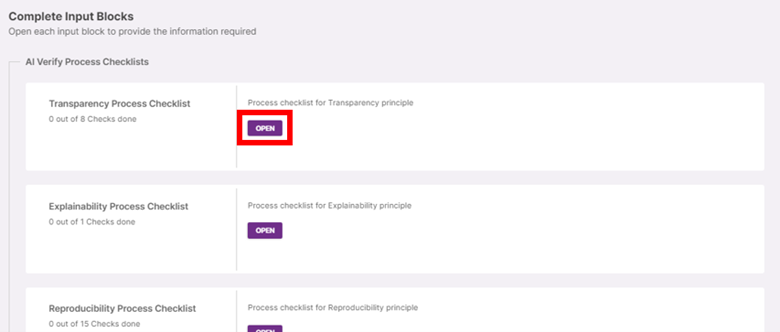 Complete Input Blocks
Open each input block to provide the information required
AI Verify Process Checklists
Transparency Process Checklist
0 out of 8 Checks done
Process checklist for Transparency principle
OPEN
Explainability Process Checklist
0 out of 1 Checks done
Process checklist for Explainability principle
OPEN
Reproducibility Process Checklist
0 out of 15 Checks done
Process checklist for Reproducibility principle
OPEN